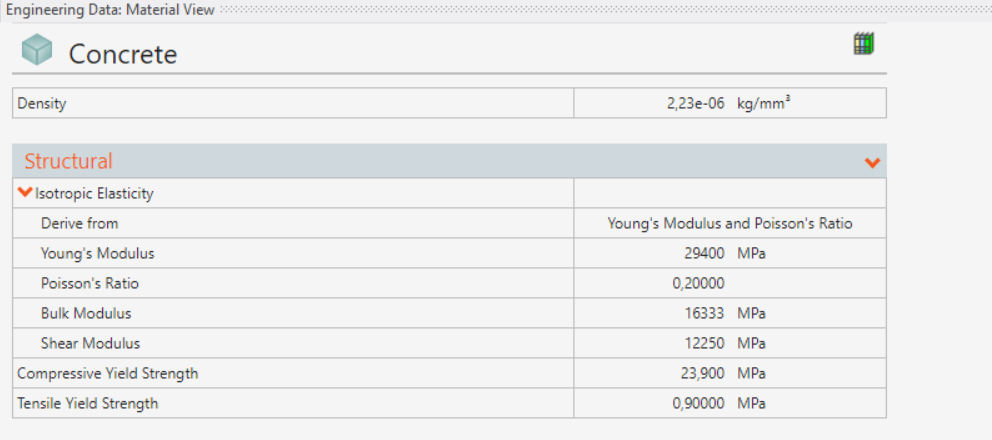 Engineering Data: Material View
Concrete
Density 2,23e-06 kg/mm³
Structural
Isotropic Elasticity
Derive from Young's Modulus and Poisson's Ratio
Young's Modulus 29400 MPa
Poisson's Ratio 0,20000
Bulk Modulus 16333 MPa
Shear Modulus 12250 MPa
Compressive Yield Strength 23,900 MPa
Tensile Yield Strength 0,90000 MPa